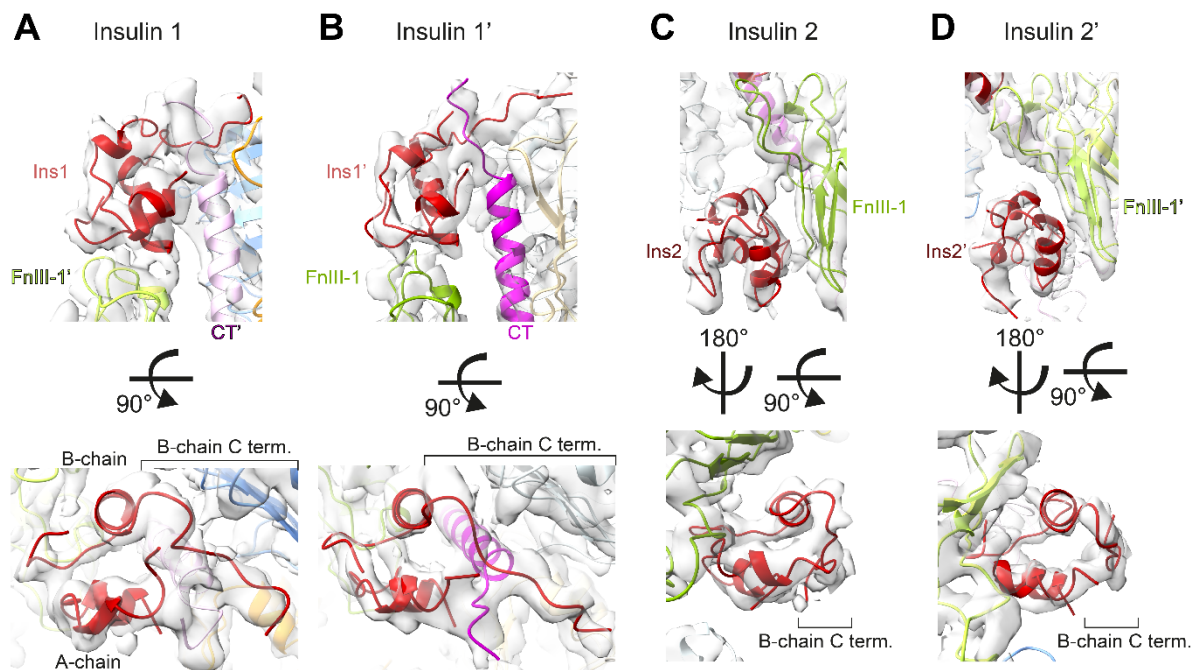 A Insulin 1
B Insulin 1'
C Insulin 2
D Insulin 2'
Ins1
FnIII-1'
CT'
Ins1'
FnIII-1
CT
Ins2
FnIII-1
Ins2'
FnIII-1'
90°
90°
180°
90°
180°
90°
B-chain
B-chain C term.
A-chain
B-chain C term.
B-chain C term.
B-chain C term.